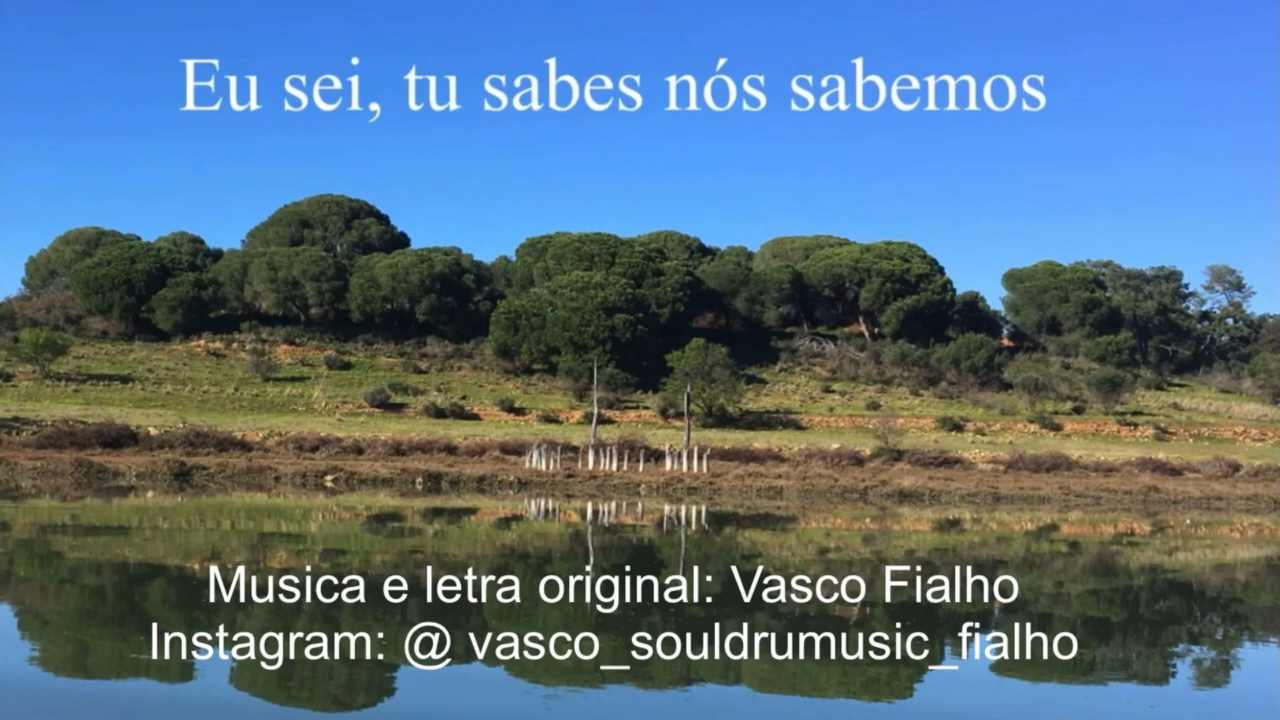 Eu sei, tu sabes nós sabemos
Musica e letra original: Vasco Fialho
Instagram: @ vasco_souldrumusic_fialho